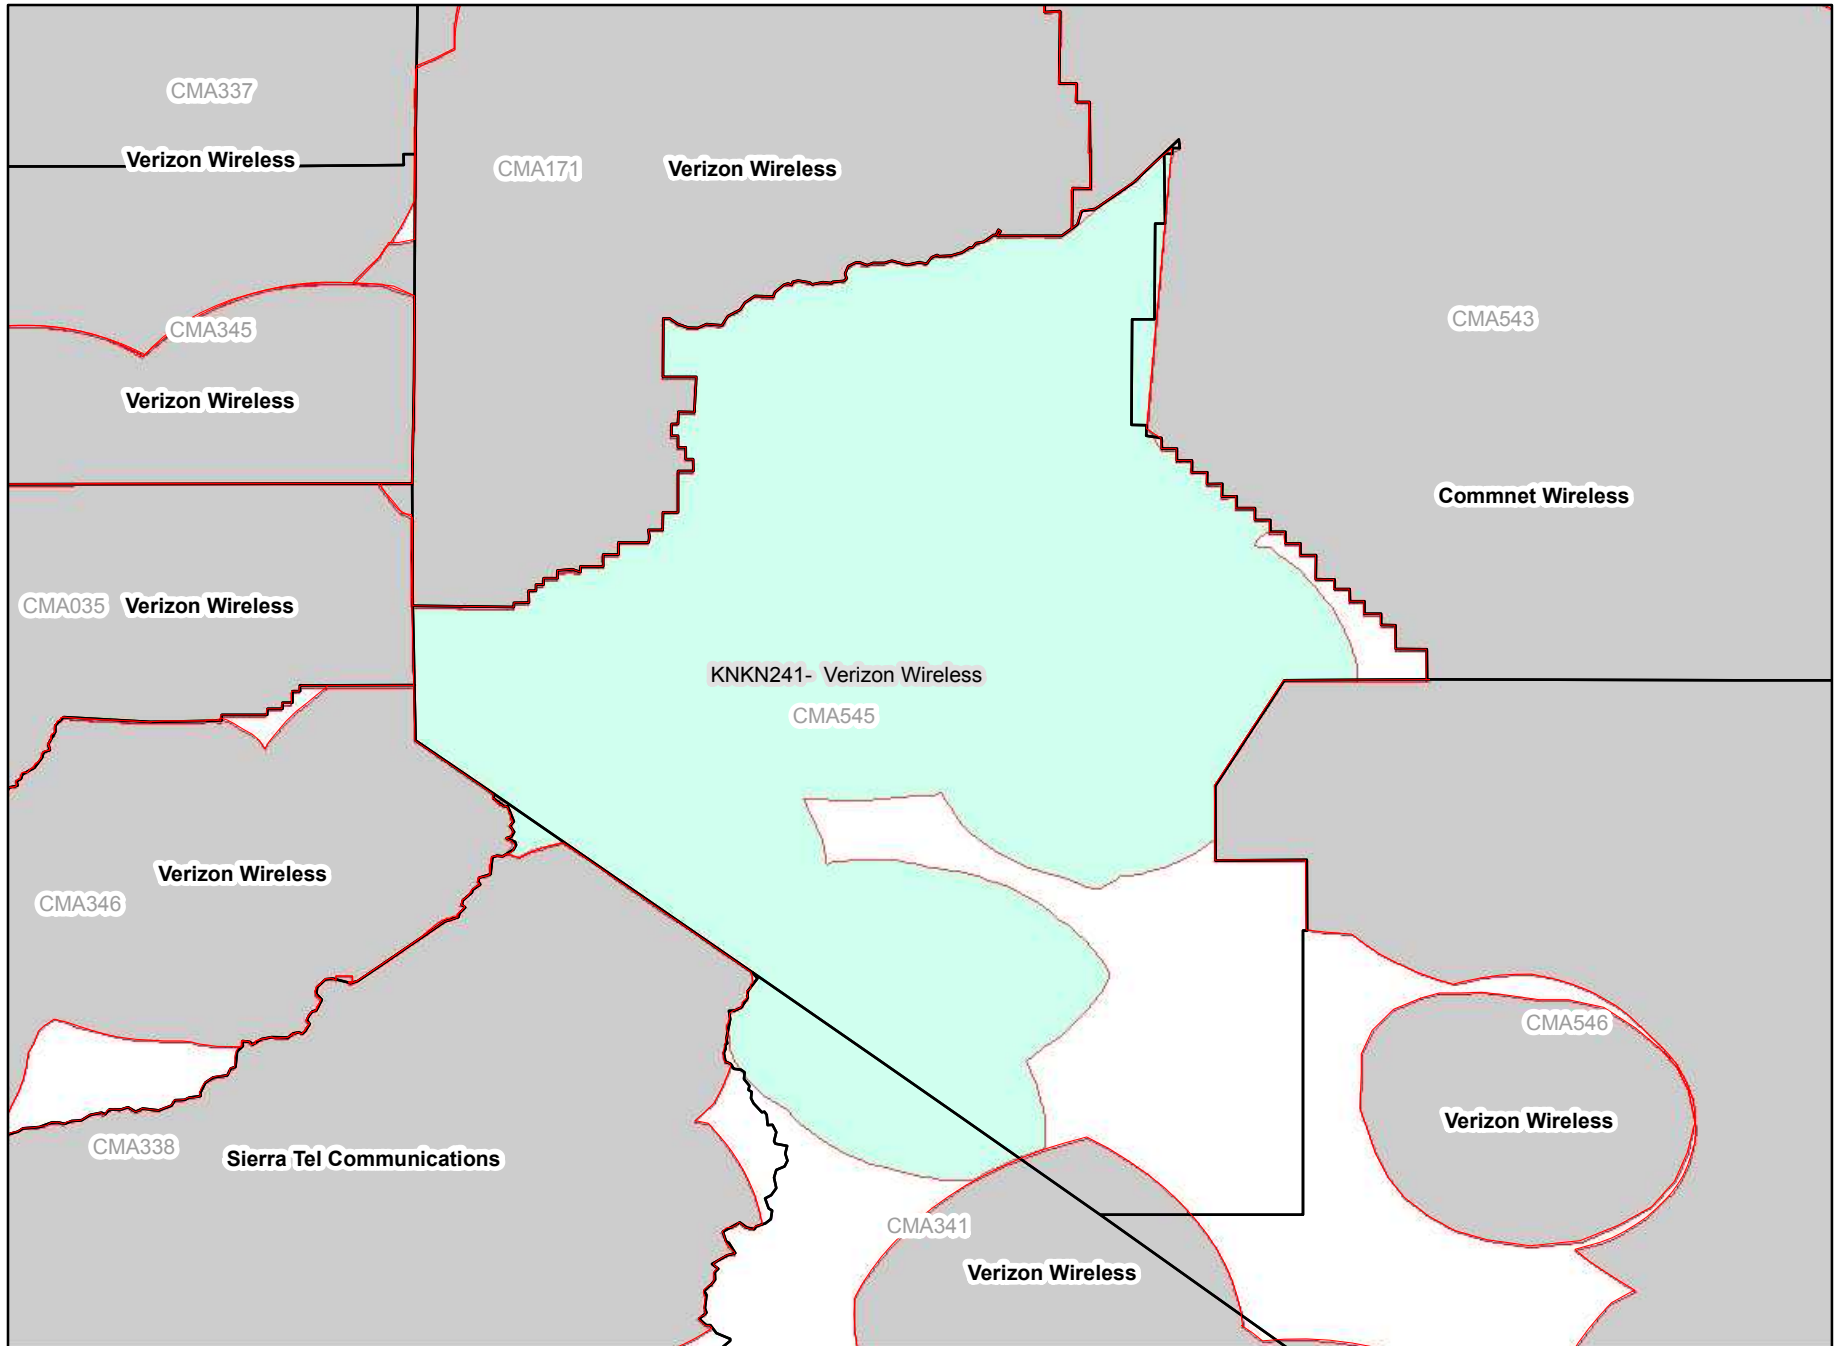 CMA337
Verizon Wireless
CMA171
Verizon Wireless
CMA345
CMA543
Verizon Wireless
Commnet Wireless
CMA035
Verizon Wireless
KNKN241- Verizon Wireless
CMA545
Verizon Wireless
CMA346
CMA546
Verizon Wireless
CMA338
Sierra Tel Communications
CMA341
Verizon Wireless